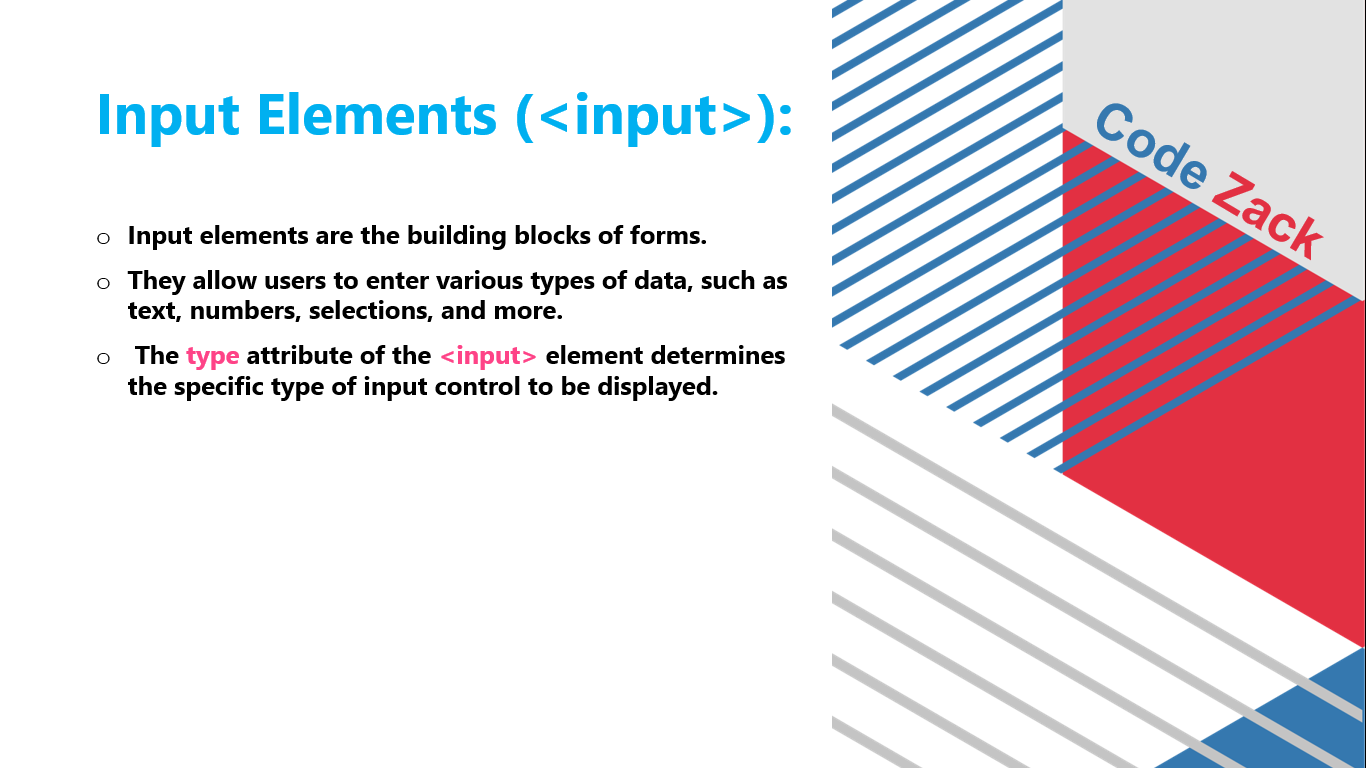 Input Elements (<input>):
o Input elements are the building blocks of forms.
o They allow users to enter various types of data, such as
text, numbers, selections, and more.
o The type attribute of the <input> element determines
the specific type of input control to be displayed.
Code Zack